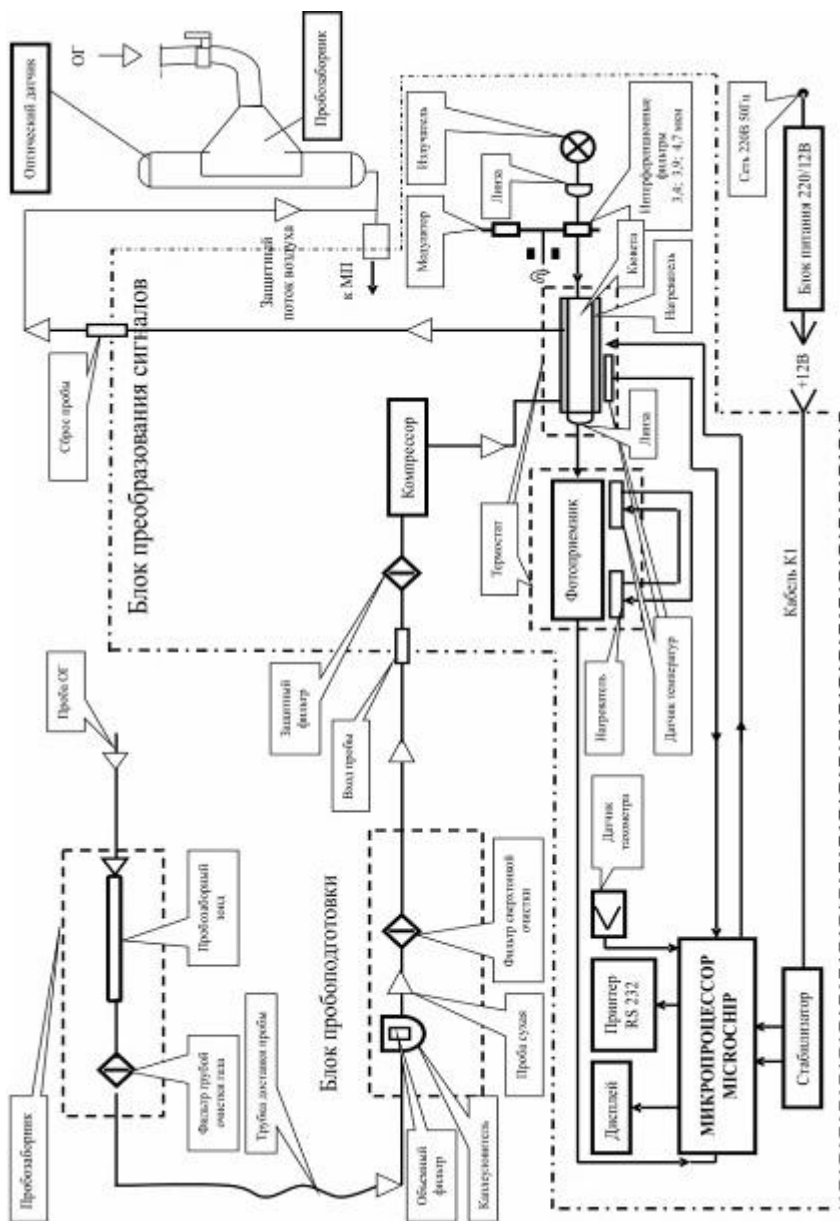 Пробозаборник
Фильтр грубой
очистки газа
Пробозаборный
зонд
Проба ОГ
Трубка доставки пробы
Блок пробоподготовки
Объемный
фильтр
Каплеуловитель
Проба сухая
Фильтр сверхтонкой
очистки
Вход пробы
Защитный
фильтр
Блок преобразования сигналов
Компрессор
Сброс пробы
Защитный
поток воздуха
к МП
Оптический датчик
Пробозаборник
ОГ
Термостат
Фотоприемник
Нагреватель
Датчик температур
Линза
Модулятор
Линза
Излучатель
Интерференционные
фильтры
3,4; 3,9; 4,7 мкм
Кювета
Нагреватель
Дисплей
Принтер
RS 232
Датчик
тахометра
МИКРОПРОЦЕССОР
MICROCHIP
Стабилизатор
Кабель К1
+12В
Блок питания 220/12В
Сеть 220В 50Гц